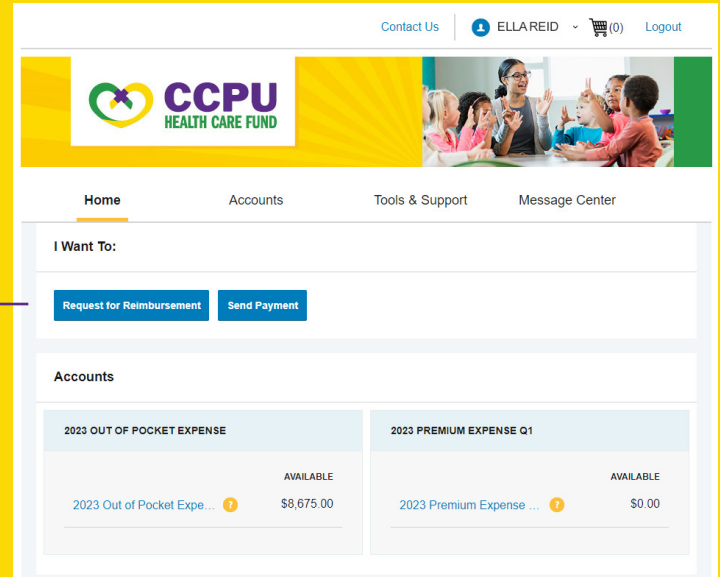 Contact Us ELLA REID (0) Logout
CCPU
HEALTH CARE FUND
Home Accounts Tools & Support Message Center
I Want To:
Request for Reimbursement Send Payment
Accounts
2023 OUT OF POCKET EXPENSE 2023 PREMIUM EXPENSE Q1
AVAILABLE AVAILABLE
2023 Out of Pocket Expe... ? $8,675.00 2023 Premium Expense ... ? $0.00